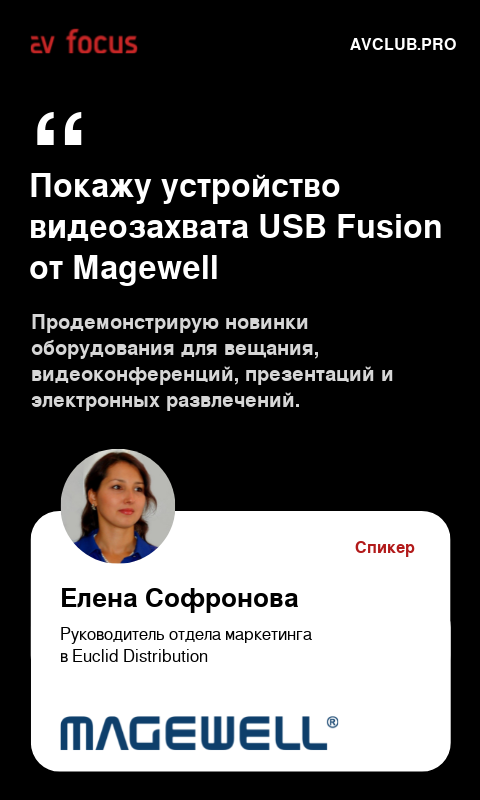 av focus
AVCLUB.PRO
“
Покажу устройство
видеозахвата USB Fusion
от Magewell
Продемонстрирую новинки
оборудования для вещания,
видеоконференций, презентаций и
электронных развлечений.
Спикер
Елена Софронова
Руководитель отдела маркетинга
в Euclid Distribution
MAGEWELL®